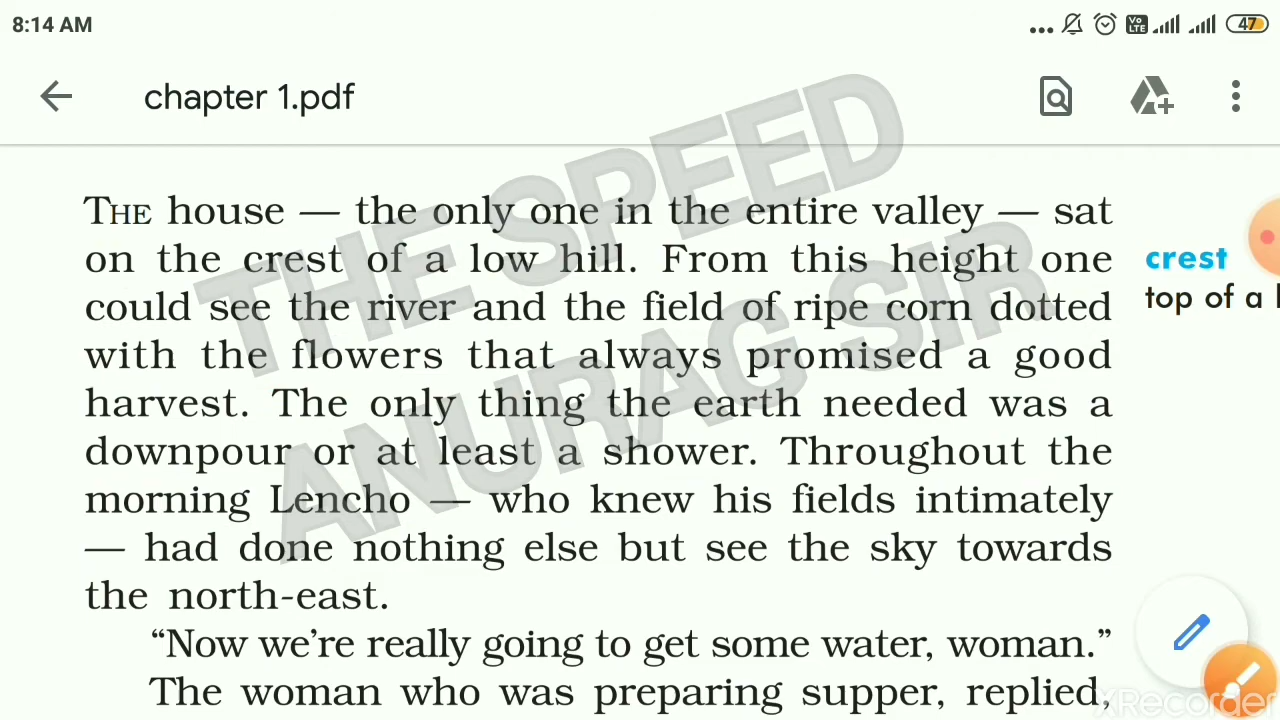 8:14 AM
Vo LTE
47
chapter 1.pdf
THE SPEED
ANURAG SIR
THE house — the only one in the entire valley — sat
on the crest of a low hill. From this height one
could see the river and the field of ripe corn dotted
with the flowers that always promised a good
harvest. The only thing the earth needed was a
downpour or at least a shower. Throughout the
morning Lencho — who knew his fields intimately
— had done nothing else but see the sky towards
the north-east.
“Now we’re really going to get some water, woman.”
The woman who was preparing supper, replied,
crest
top of a
XRecorder